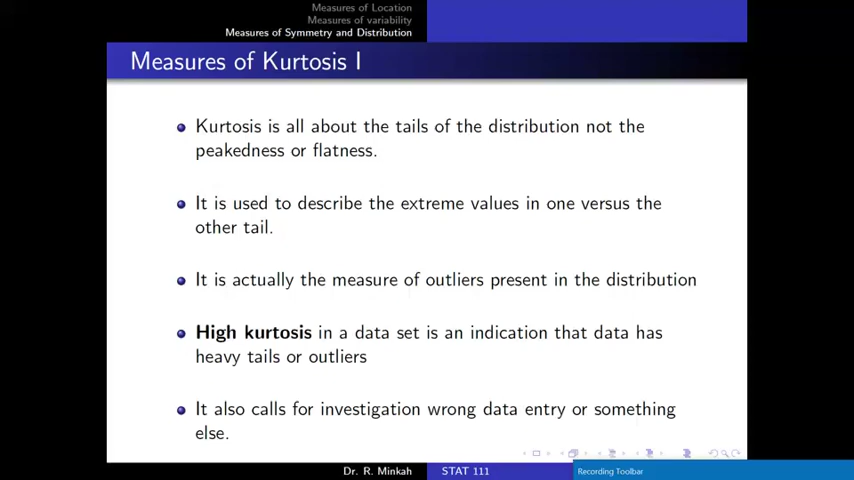 Measures of Location
Measures of variability
Measures of Symmetry and Distribution
Measures of Kurtosis I
Kurtosis is all about the tails of the distribution not the
peakedness or flatness.
It is used to describe the extreme values in one versus the
other tail.
It is actually the measure of outliers present in the distribution
High kurtosis in a data set is an indication that data has
heavy tails or outliers
It also calls for investigation wrong data entry or something
else.
Dr. R. Minkah
STAT 111
Recording Toolbar